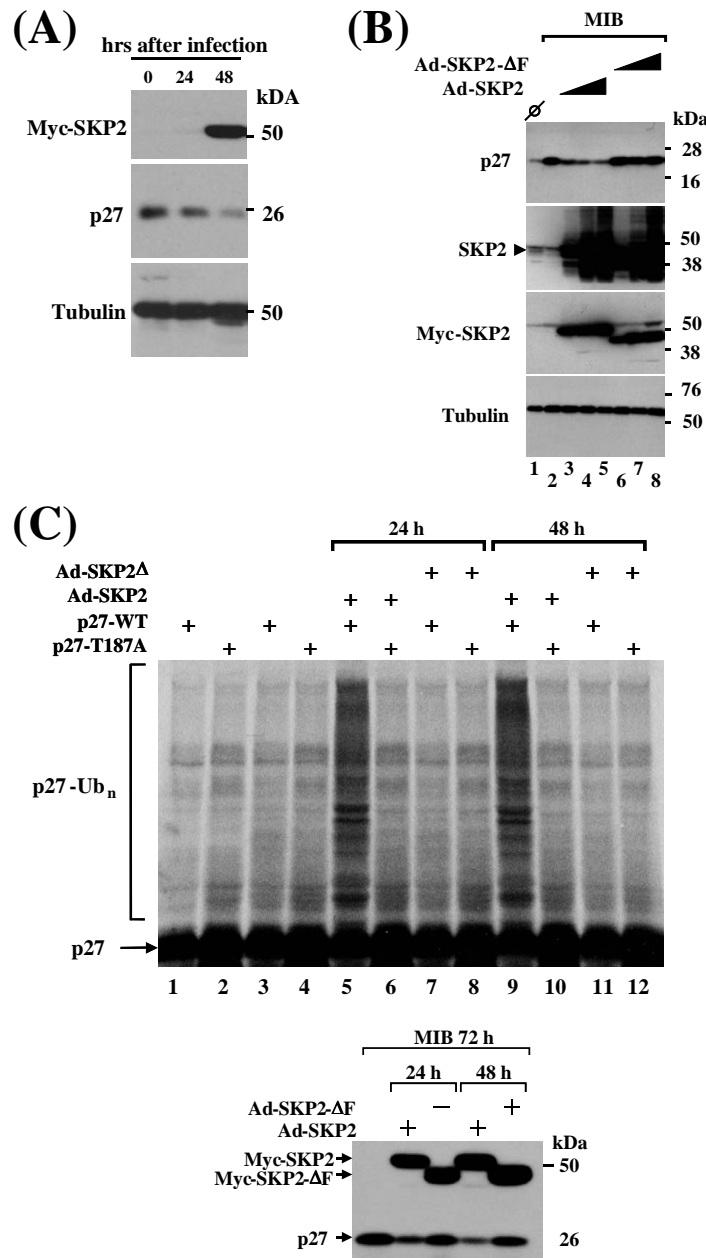 (A)
hrs after infection
0 24 48
kDA
Myc-SKP2
50
p27
26
Tubulin
50
(B)
MIB
Ad-SKP2-ΔF
Ad-SKP2
Ø
kDa
p27
28
16
SKP2
50
38
Myc-SKP2
50
38
Tubulin
76
50
1 2 3 4 5 6 7 8
(C)
24 h 48 h
Ad-SKP2Δ + + + +
Ad-SKP2 + + + +
p27-WT + + + + + +
p27-T187A + + + + + +
p27-Ubn
p27
1 2 3 4 5 6 7 8 9 10 11 12
MIB 72 h
24 h 48 h
Ad-SKP2-ΔF − +
Ad-SKP2 + +
kDa
Myc-SKP2
50
Myc-SKP2-ΔF
p27
26